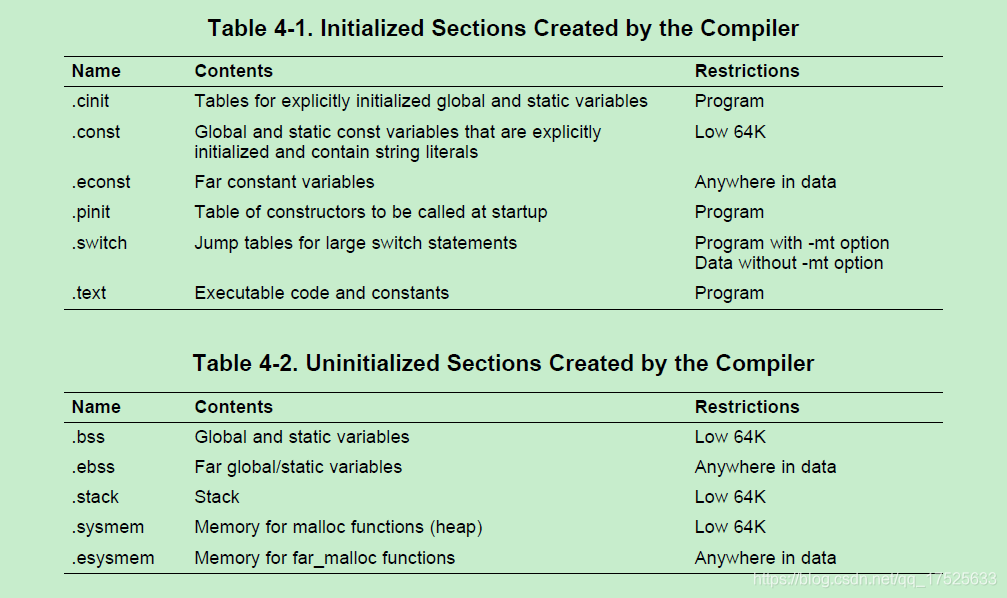 Table 4-1. Initialized Sections Created by the Compiler
Name Contents Restrictions
.cinit Tables for explicitly initialized global and static variables Program
.const Global and static const variables that are explicitly Low 64K
initialized and contain string literals
.econst Far constant variables Anywhere in data
.pinit Table of constructors to be called at startup Program
.switch Jump tables for large switch statements Program with -mt option
Data without -mt option
.text Executable code and constants Program
Table 4-2. Uninitialized Sections Created by the Compiler
Name Contents Restrictions
.bss Global and static variables Low 64K
.ebss Far global/static variables Anywhere in data
.stack Stack Low 64K
.sysmem Memory for malloc functions (heap) Low 64K
.esysmem Memory for far_malloc functions Anywhere in data
https://blog.csdn.net/qq_17525633